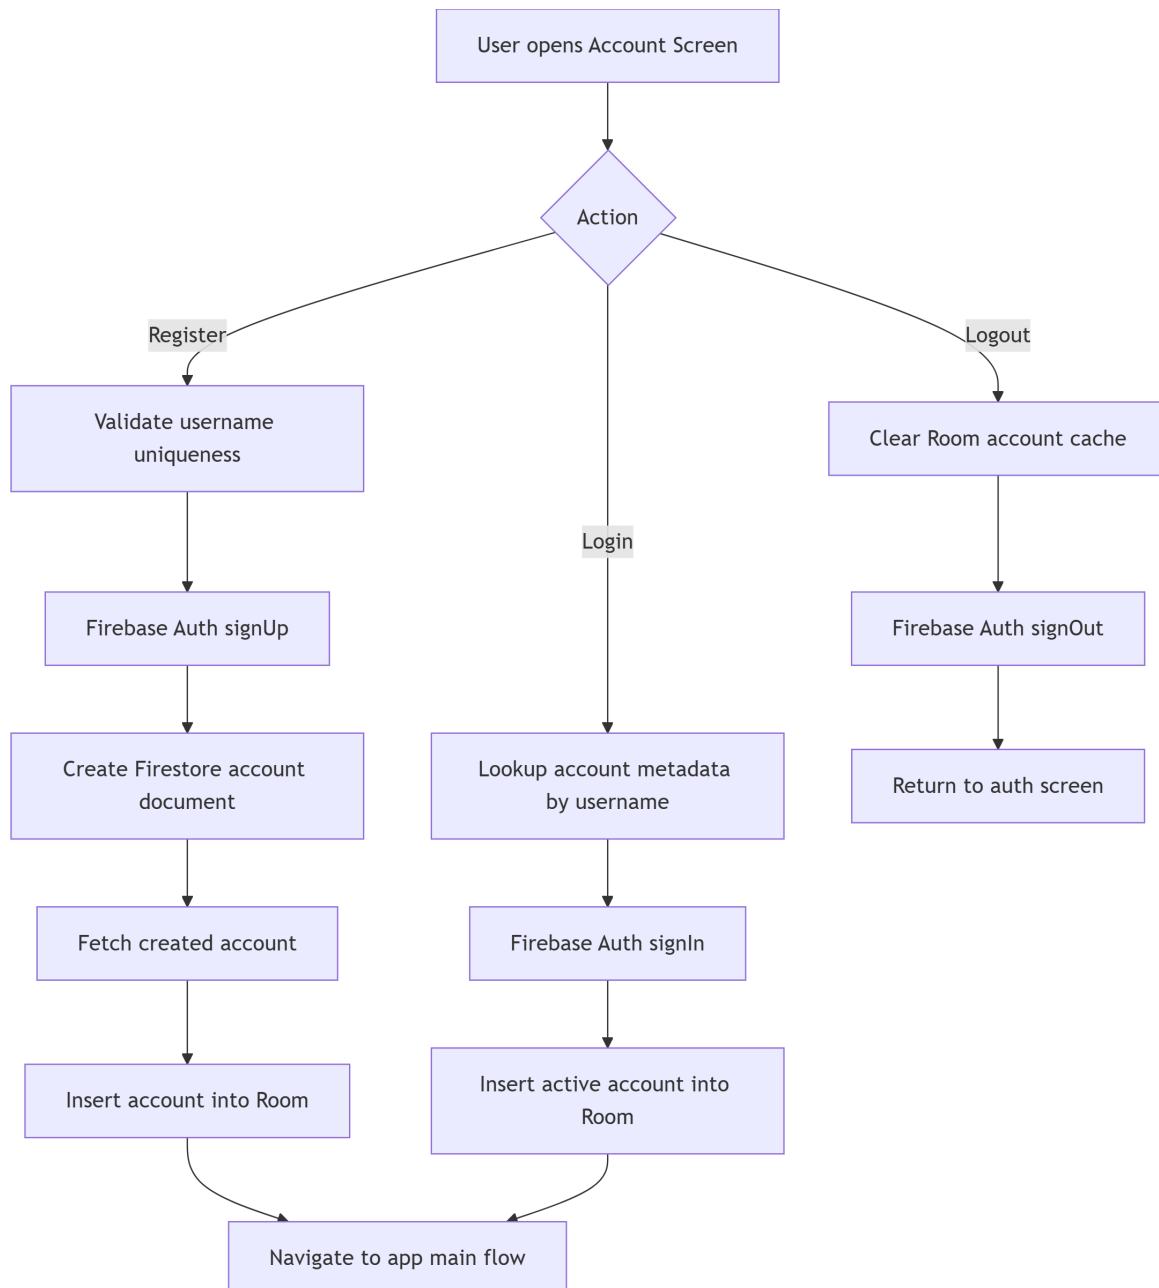 User opens Account Screen
Action
Register
Logout
Validate username
uniqueness
Clear Room account cache
Login
Firebase Auth signUp
Firebase Auth signOut
Create Firestore account
document
Lookup account metadata
by username
Return to auth screen
Fetch created account
Firebase Auth signIn
Insert account into Room
Insert active account into
Room
Navigate to app main flow